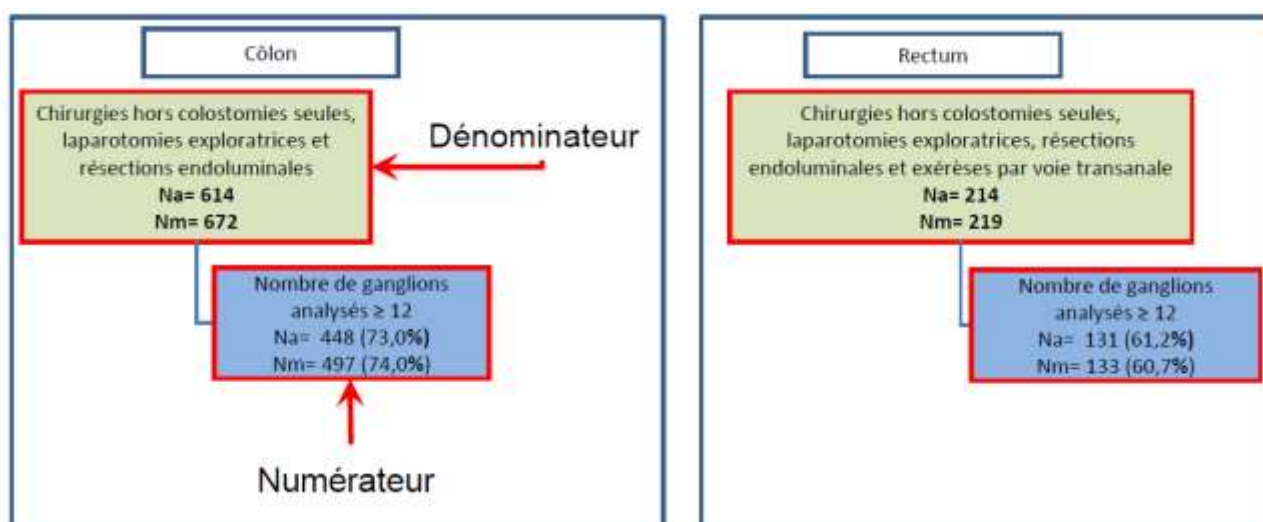 Côlon
Chirurgies hors colostomies seules,
laparotomies exploratrices et
résections endoluminales
Na= 614
Nm= 672
Dénominateur
Nombre de ganglions
analysés ≥ 12
Na= 448 (73,0%)
Nm= 497 (74,0%)
Numérateur
Rectum
Chirurgies hors colostomies seules,
laparotomies exploratrices, résections
endoluminales et exérèses par voie transanale
Na= 214
Nm= 219
Nombre de ganglions
analysés ≥ 12
Na= 131 (61,2%)
Nm= 133 (60,7%)